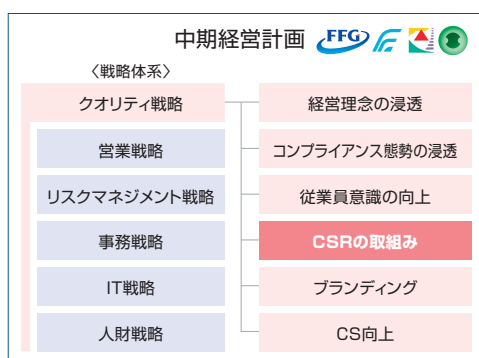 中期経営計画 FFG
〈戦略体系〉
クオリティ戦略
営業戦略
リスクマネジメント戦略
事務戦略
IT戦略
人財戦略
経営理念の浸透
コンプライアンス態勢の浸透
従業員意識の向上
CSRの取組み
ブランディング
CS向上